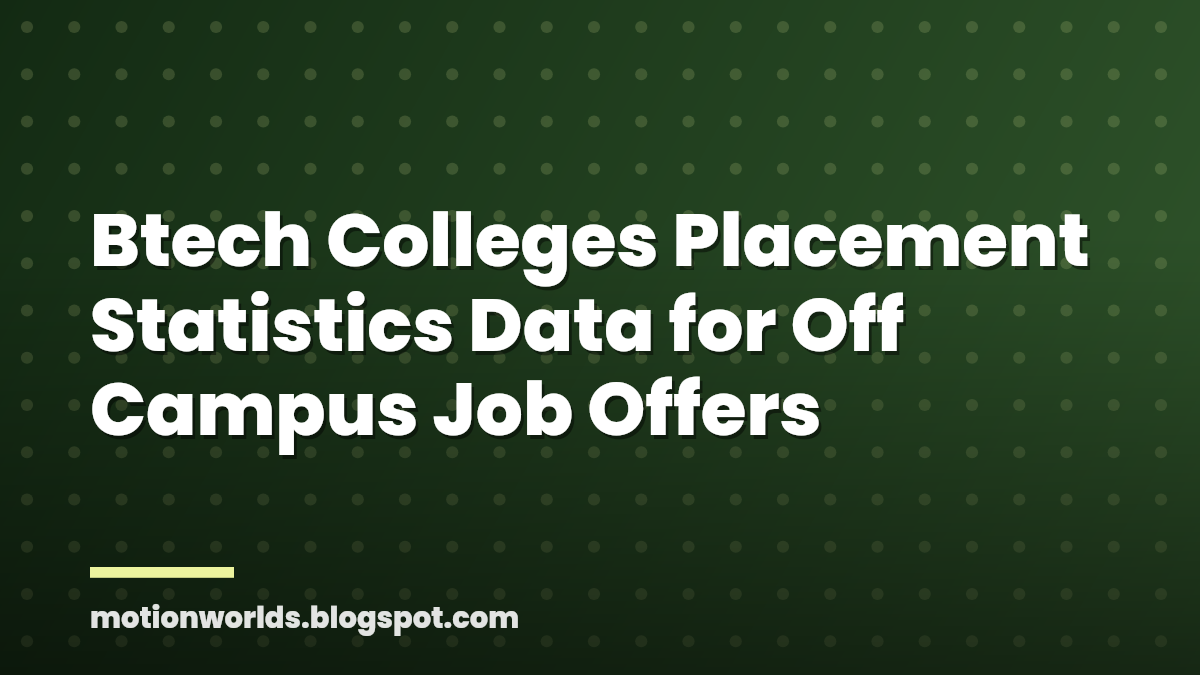 Btech Colleges Placement
Statistics Data for Off
Campus Job Offers
motionworlds.blogspot.com